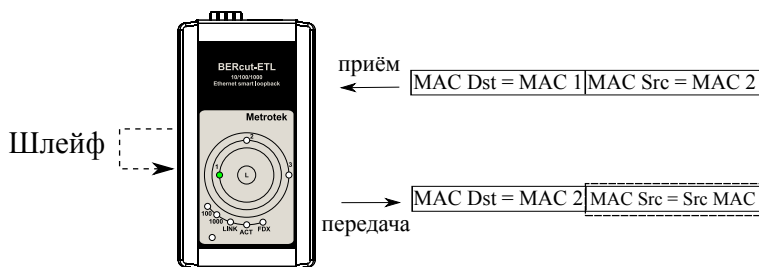 BERcut-ETL
10/100/1000
Ethernet smart loopback
Metrotek
1
2
3
L
100
1000
LINK
ACT
FDX
Шлейф
приём
MAC Dst = MAC 1 MAC Src = MAC 2
MAC Dst = MAC 2 MAC Src = Src MAC
передача